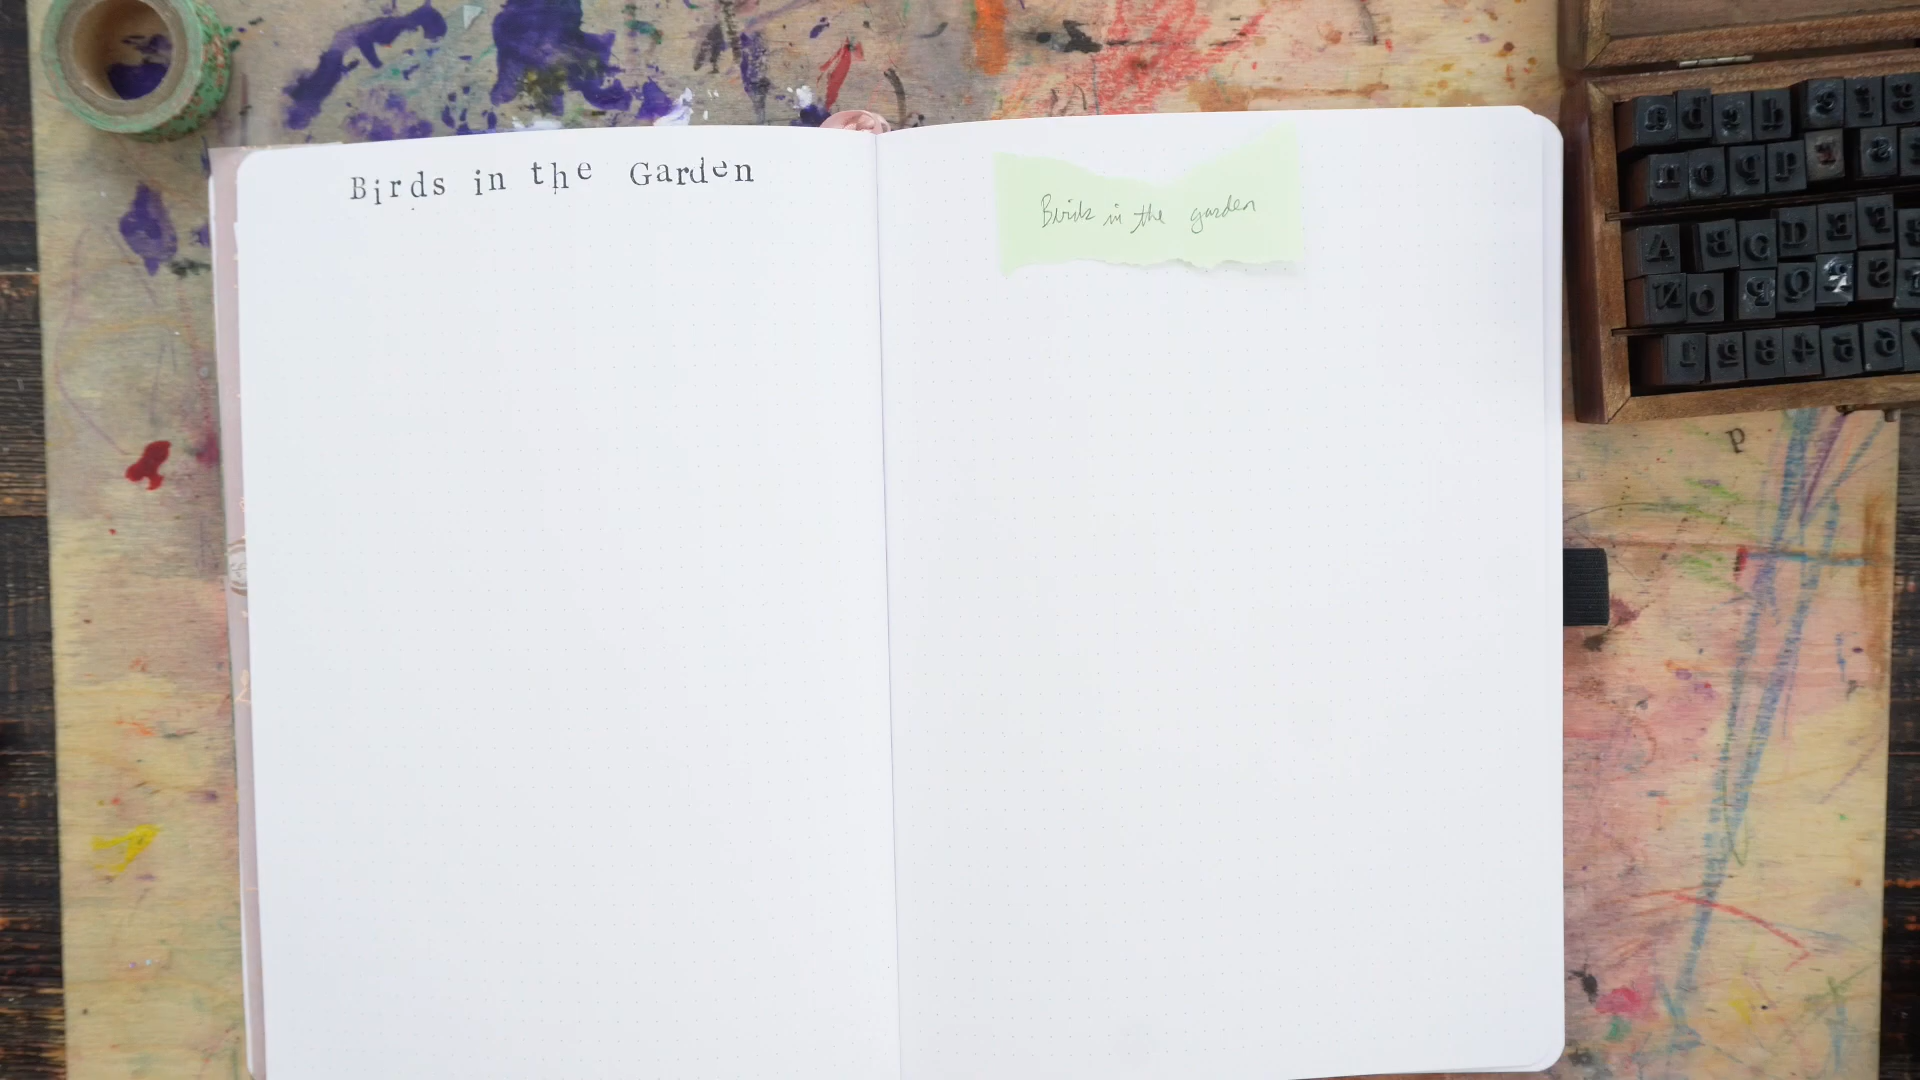 Birds in the Garden
Birds in the garden
p